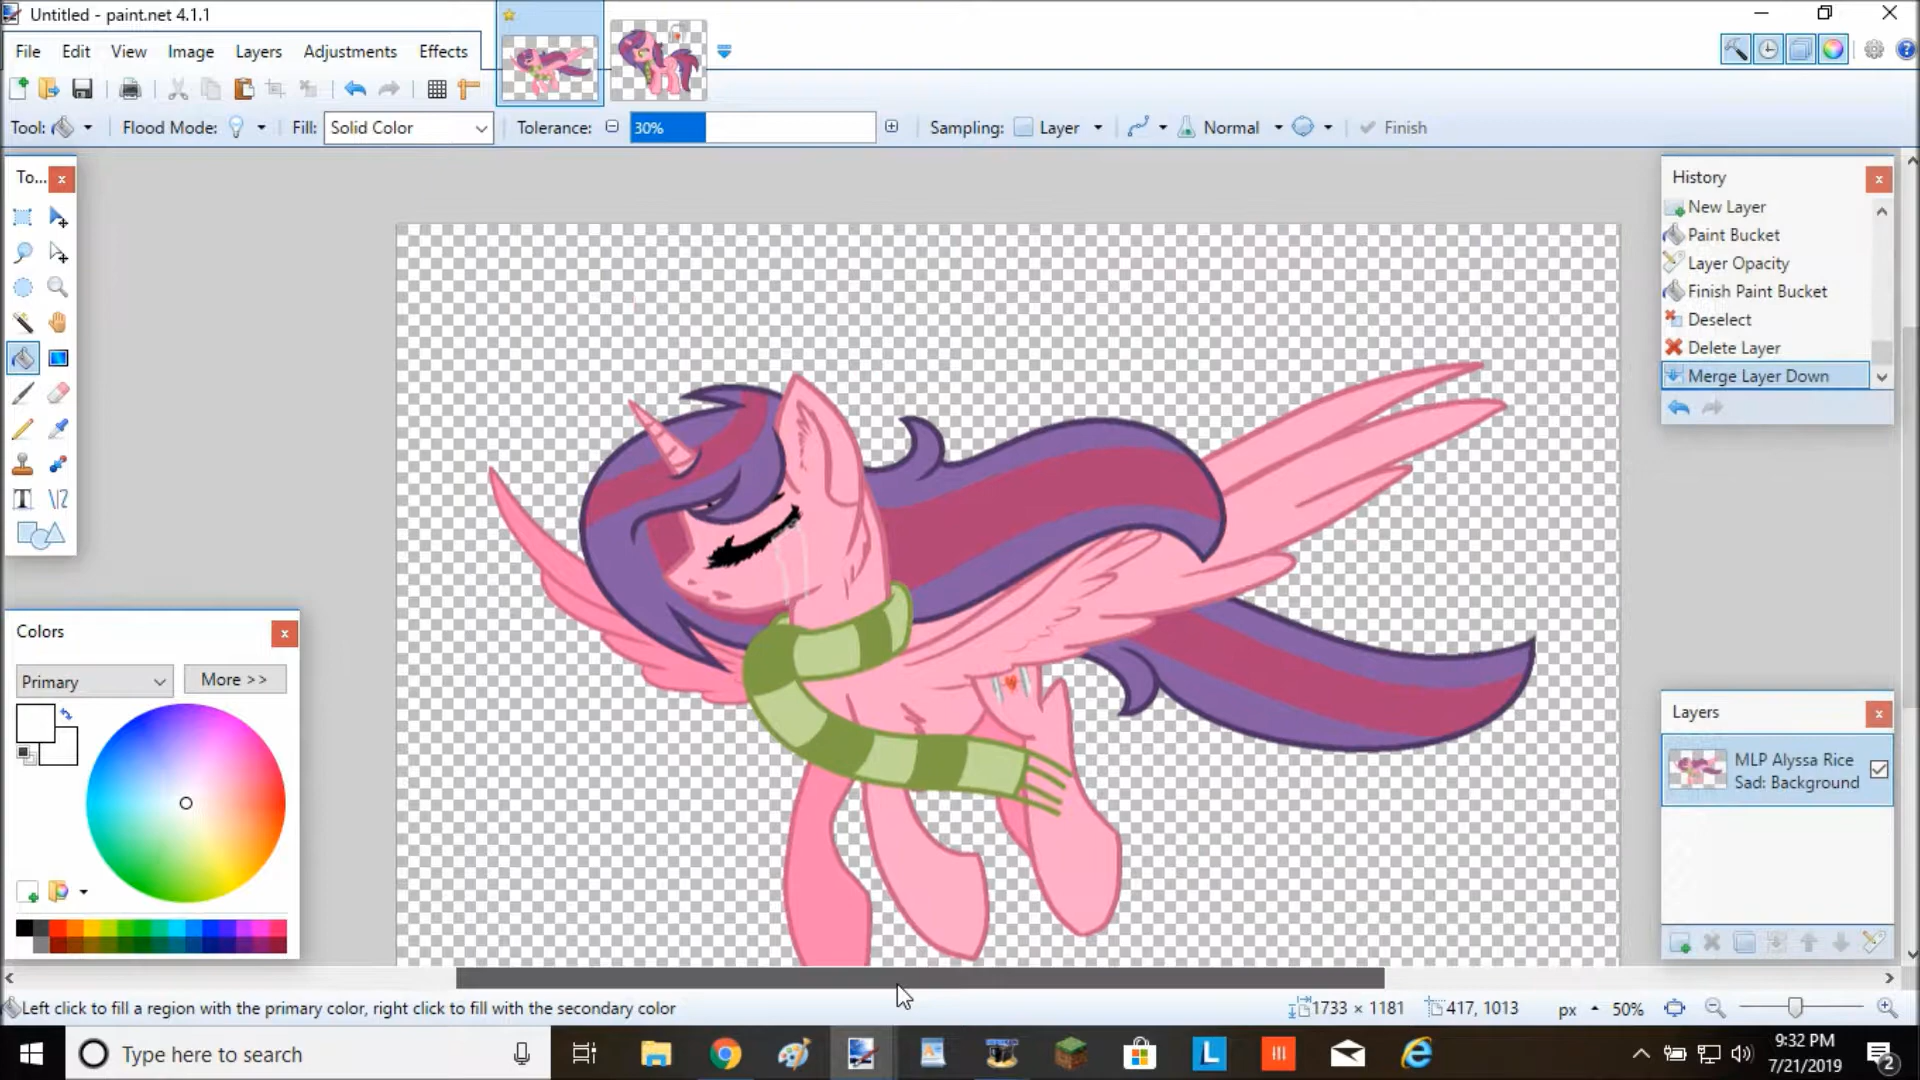 Untitled - paint.net 4.1.1
File Edit View Image Layers Adjustments Effects
Tool: Flood Mode: Fill: Solid Color Tolerance: 30% Sampling: Layer Normal Finish
To...
History
New Layer
Paint Bucket
Layer Opacity
Finish Paint Bucket
Deselect
Delete Layer
Merge Layer Down
Colors
Primary More >>
Layers
MLP Alyssa Rice
Sad: Background
Left click to fill a region with the primary color, right click to fill with the secondary color 1733 × 1181 417, 1013 px 50%
Type here to search
9:32 PM
7/21/2019
2